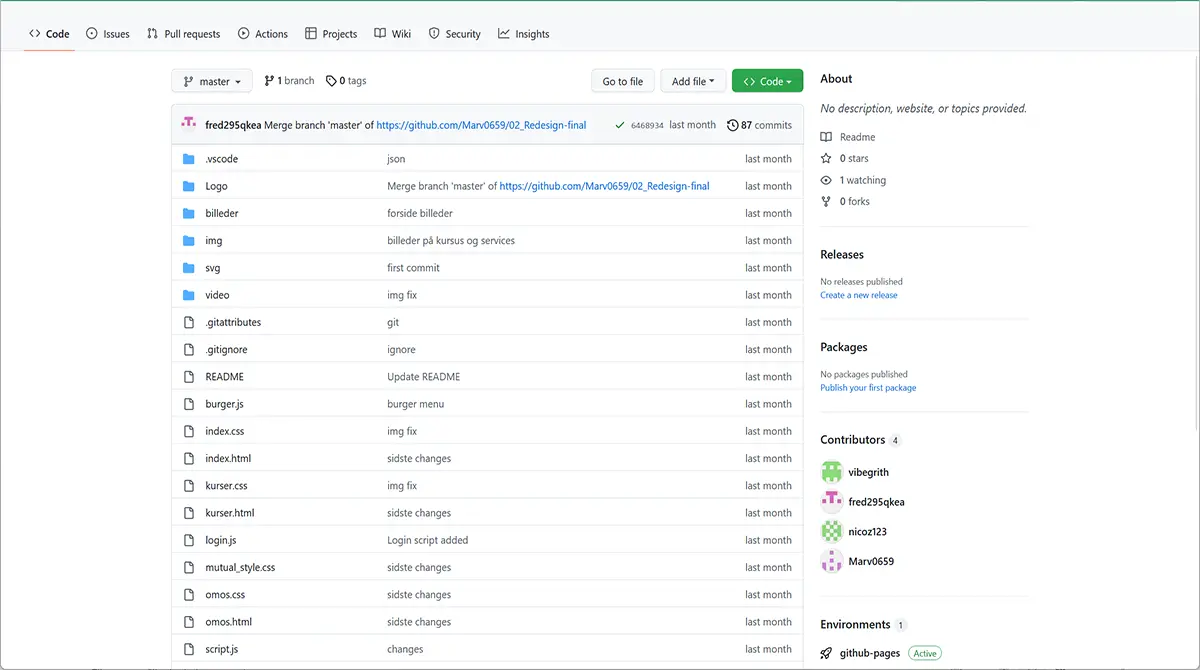 Code Issues Pull requests Actions Projects Wiki Security Insights
master 1 branch 0 tags Go to file Add file Code
fred295qkea Merge branch 'master' of https://github.com/Marv0659/02_Redesign-final 6468934 last month 87 commits
.vscode json last month
Logo Merge branch 'master' of https://github.com/Marv0659/02_Redesign-final last month
billeder forside billeder last month
img billeder på kursus og services last month
svg first commit last month
video img fix last month
.gitattributes git last month
.gitignore ignore last month
README Update README last month
burger.js burger menu last month
index.css img fix last month
index.html sidste changes last month
kurser.css img fix last month
kurser.html sidste changes last month
login.js Login script added last month
mutual_style.css sidste changes last month
omos.css sidste changes last month
omos.html sidste changes last month
script.js changes last month
About
No description, website, or topics provided.
Readme
0 stars
1 watching
0 forks
Releases
No releases published
Create a new release
Packages
No packages published
Publish your first package
Contributors 4
vibegrith
fred295qkea
nicoz123
Marv0659
Environments 1
github-pages Active